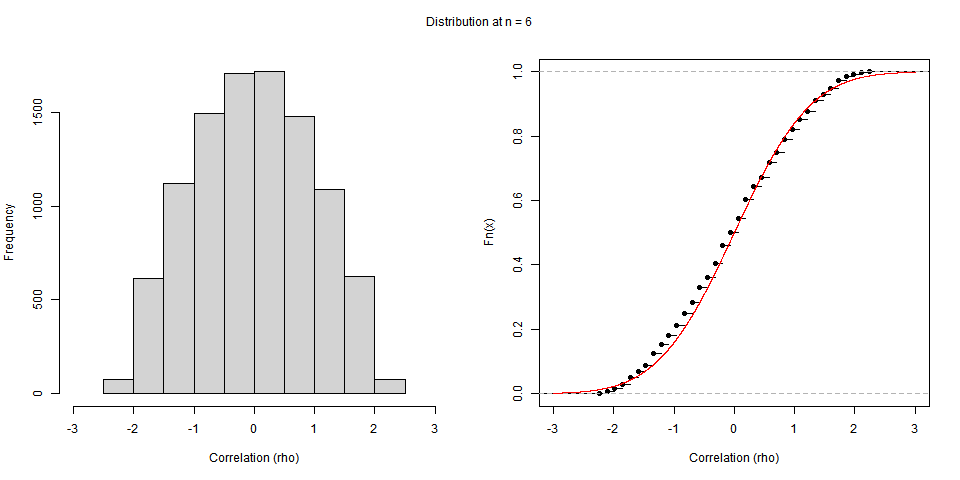 Distribution at n = 6
Frequency
1500
1000
500
0
-3 -2 -1 0 1 2 3
Correlation (rho)
Fn(x)
1.0
0.8
0.6
0.4
0.2
0.0
-3 -2 -1 0 1 2 3
Correlation (rho)